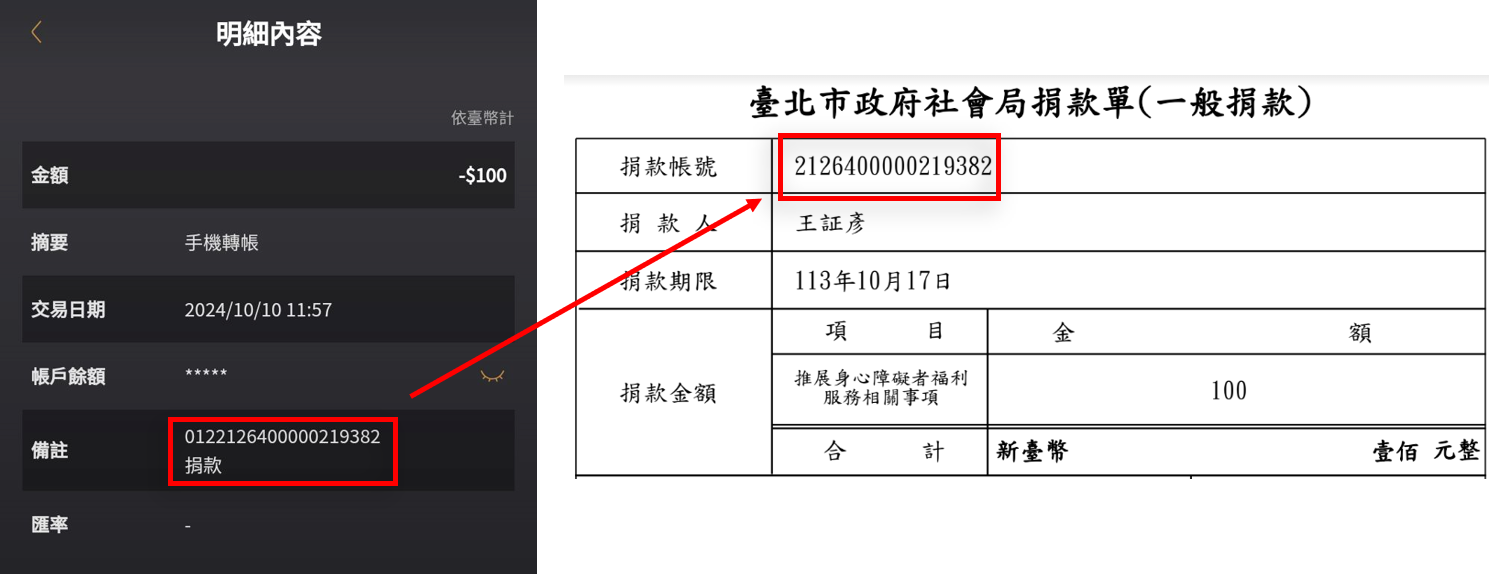 明細內容
依臺幣計
金額 -$100
摘要 手機轉帳
交易日期 2024/10/10 11:57
帳戶餘額 *****
備註 0122126400000219382
捐款
匯率 -
臺北市政府社會局捐款單(一般捐款)
捐款帳號 2126400000219382
捐款人 王証彥
捐款期限 113年10月17日
捐款金額
項目 金額
推展身心障礙者福利
服務相關事項
100
合計 新臺幣 壹佰 元整